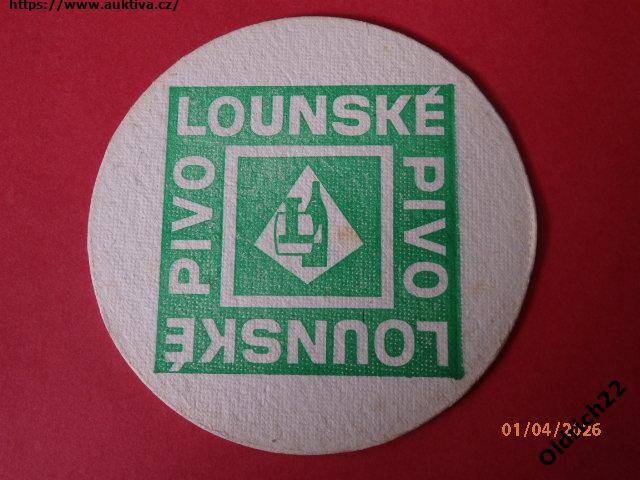 https://www.auktiva.cz/
LOUNSKÉ
PIVO
LOUNSKÉ
PIVO
01/04/2026
Oldrich22